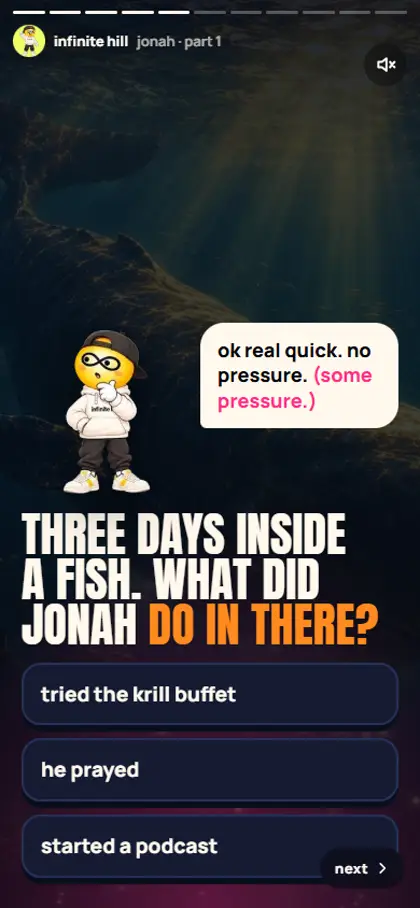 infinite hill jonah · part 1
ok real quick. no
pressure. (some
pressure.)
infinite
THREE DAYS INSIDE
A FISH. WHAT DID
JONAH DO IN THERE?
tried the krill buffet
he prayed
started a podcast
next